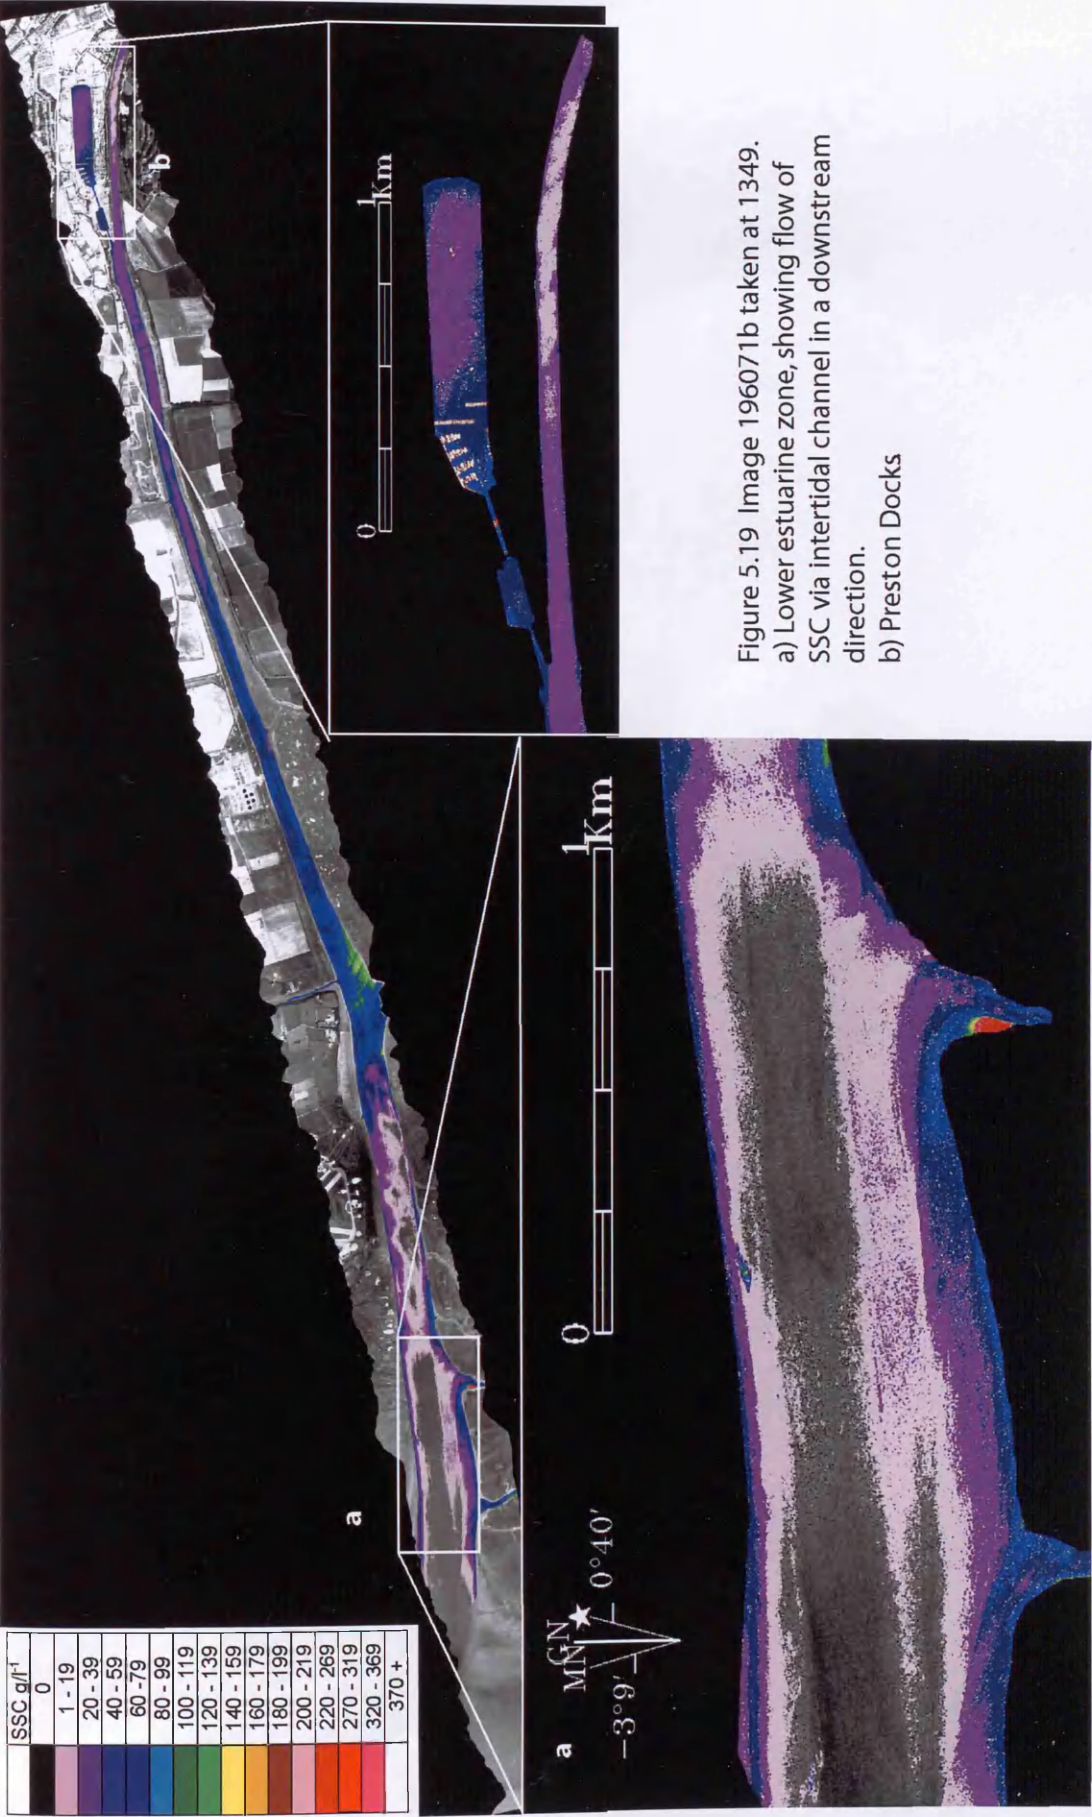 SSC g/l⁻¹
0
1 - 19
20 - 39
40 - 59
60 -79
80 - 99
100 - 119
120 - 139
140 - 159
160 - 179
180 - 199
200 - 219
220 - 269
270 - 319
320 - 369
370 +
a
b
0
1
Km
a
MN
GN
-3°9′
0°40′
0
1
Km
Figure 5.19 Image 196071b taken at 1349.
a) Lower estuarine zone, showing flow of
SSC via intertidal channel in a downstream
direction.
b) Preston Docks